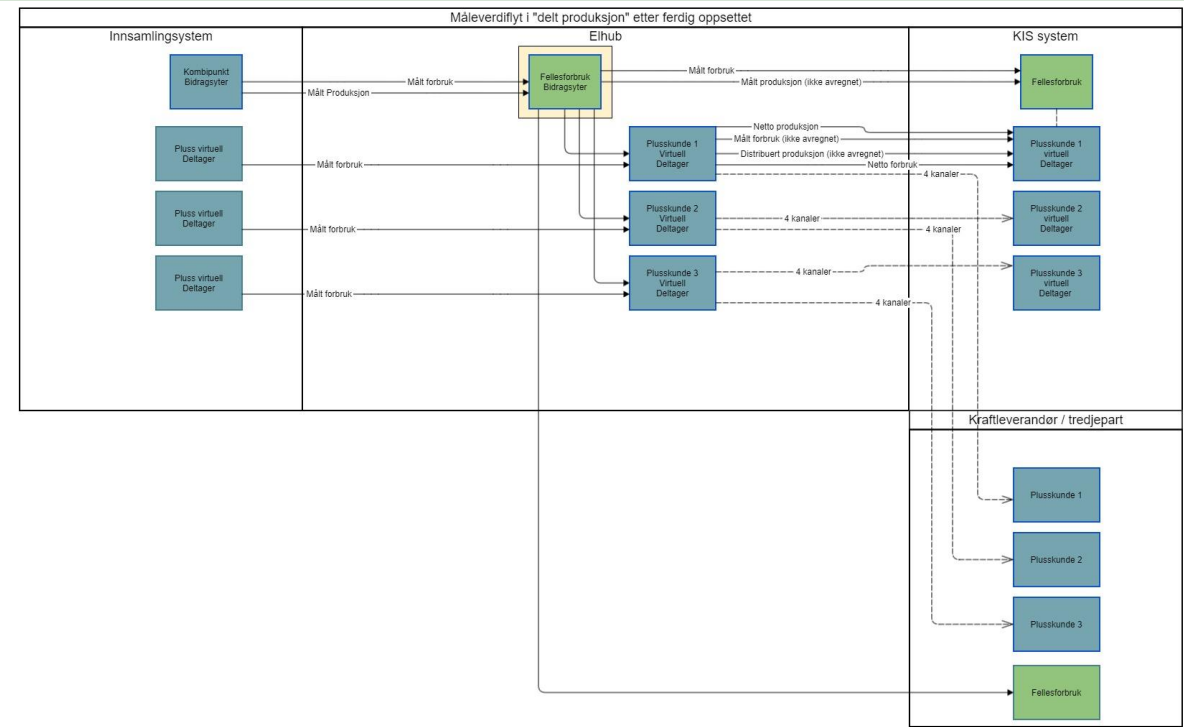 Måleverdiflyt i "delt produksjon" etter ferdig oppsettet
Innsamlingsystem
Elhub
KIS system
Kombipunkt
Bidragsyter
Målt forbruk
Målt Produksjon
Fellesforbruk
Bidragsyter
Målt forbruk
Målt produksjon (ikke avregnet)
Fellesforbruk
Pluss virtuell
Deltager
Målt forbruk
Plusskunde 1
Virtuell
Deltager
Netto produksjon
Målt forbruk (ikke avregnet)
Distribuert produksjon (ikke avregnet)
Netto forbruk
4 kanaler
Plusskunde 1
virtuell
Deltager
Pluss virtuell
Deltager
Målt forbruk
Plusskunde 2
Virtuell
Deltager
4 kanaler
4 kanaler
Plusskunde 2
virtuell
Deltager
Pluss virtuell
Deltager
Målt forbruk
Plusskunde 3
Virtuell
Deltager
4 kanaler
4 kanaler
Plusskunde 3
virtuell
Deltager
Kraftleverandør / tredjepart
Plusskunde 1
Plusskunde 2
Plusskunde 3
Fellesforbruk